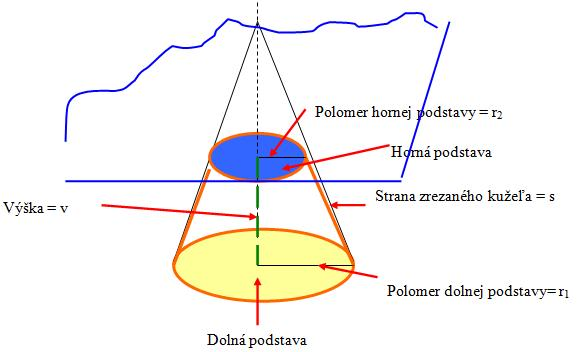 Polomer hornej podstavy = r₂
Horná podstava
Strana zrezaného kužeľa = s
Výška = v
Polomer dolnej podstavy= r₁
Dolná podstava